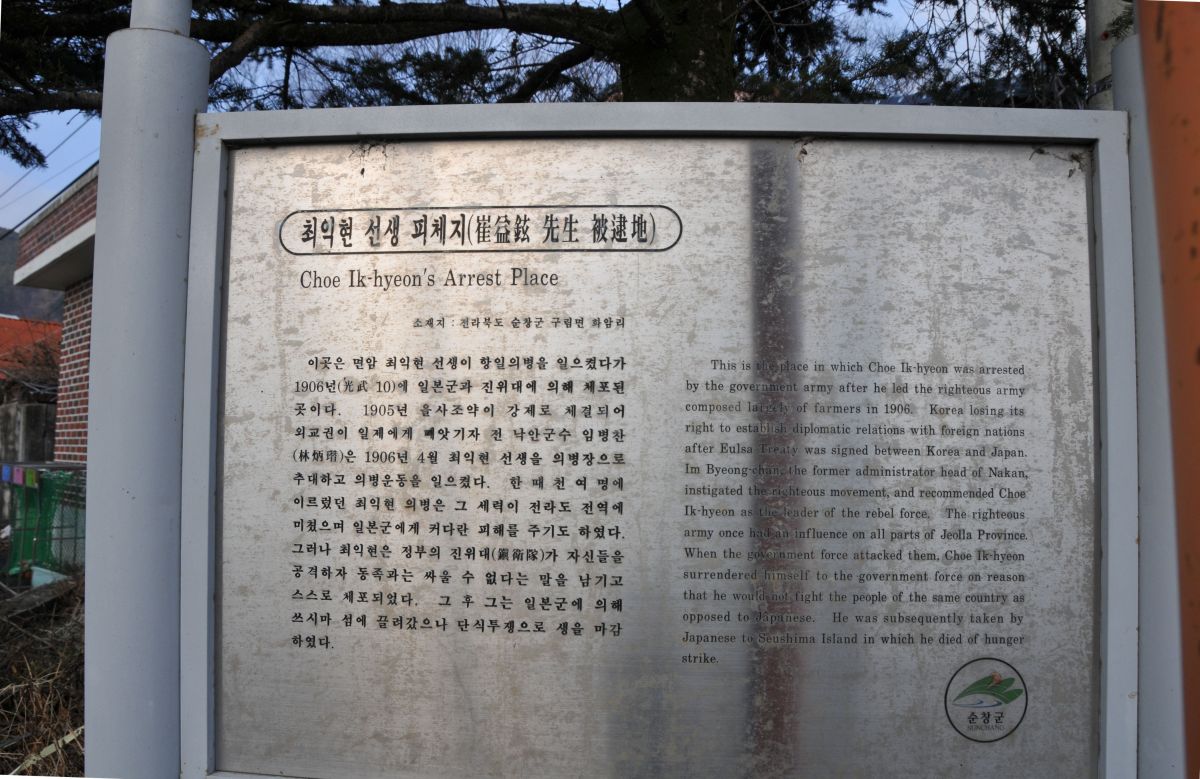 최익현 선생 피체지(崔益鉉 先生 被逮地)
Choe Ik-hyeon's Arrest Place
소재지 : 전라북도 순창군 구림면 화암리
이곳은 면암 최익현 선생이 항일의병을 일으켰다가
1906년(光武 10)에 일본군과 진위대에 의해 체포된
곳이다. 1905년 을사조약이 강제로 체결되어
외교권이 일제에게 빼앗기자 전 낙안군수 임병찬
(林炳瓚)은 1906년 4월 최익현 선생을 의병장으로
추대하고 의병운동을 일으켰다. 한 때 천 여 명에
이르렀던 최익현 의병은 그 세력이 전라도 전역에
미쳤으며 일본군에게 커다란 피해를 주기도 하였다.
그러나 최익현은 정부의 진위대(鎭衛隊)가 자신들을
공격하자 동족과는 싸울 수 없다는 말을 남기고
스스로 체포되었다. 그 후 그는 일본군에 의해
쓰시마 섬에 끌려갔으나 단식투쟁으로 생을 마감
하였다.
This is the place in which Choe Ik-hyeon was arrested
by the government army after he led the righteous army
composed largely of farmers in 1906. Korea losing its
right to establish diplomatic relations with foreign nations
after Eulsa Treaty was signed between Korea and Japan.
Im Byeong-chan, the former administrator head of Nakan,
instigated the righteous movement, and recommended Choe
Ik-hyeon as the leader of the rebel force. The righteous
army once had an influence on all parts of Jeolla Province.
When the government force attacked them, Choe Ik-hyeon
surrendered himself to the government force on reason
that he would not fight the people of the same country as
opposed to Japanese. He was subsequently taken by
Japanese to Seushima Island in which he died of hunger
strike.
순창군
SUNCHANG